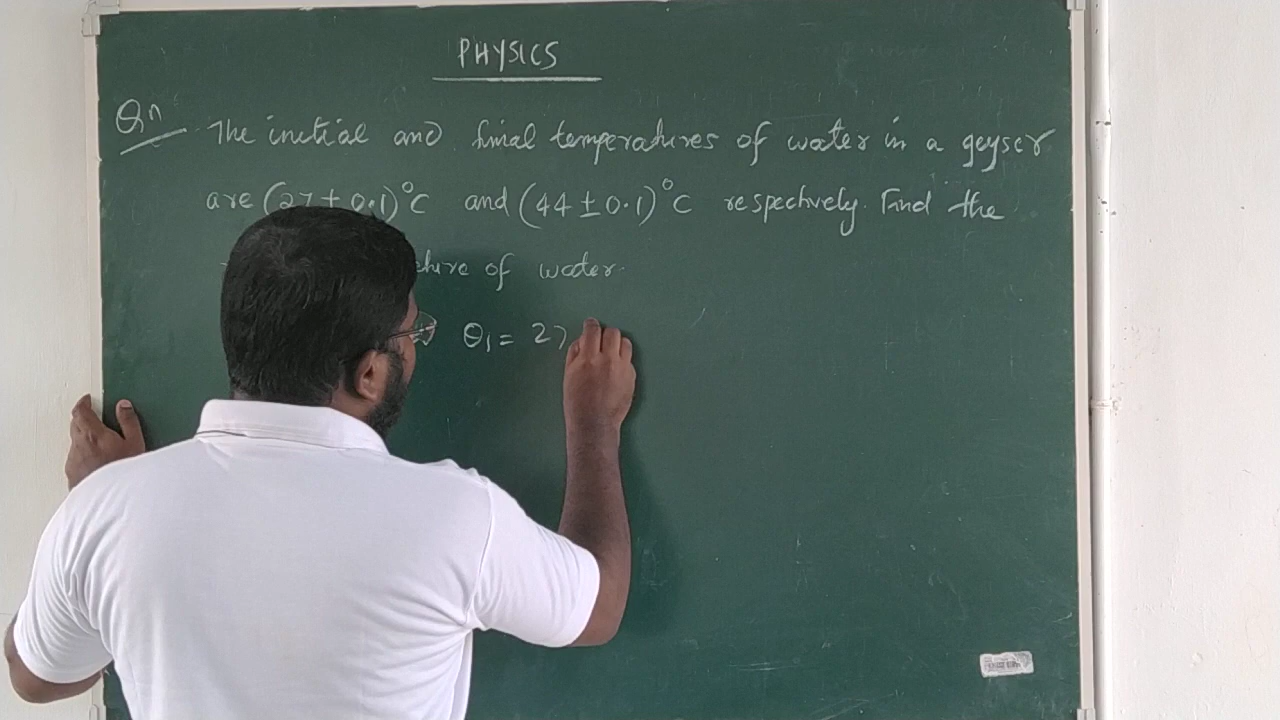 PHYSICS
Qn The initial and final temperatures of water in a geyser
are (27 ± 0.1)°C and (44 ± 0.1)°C respectively. Find the
of water.
θ1 = 27